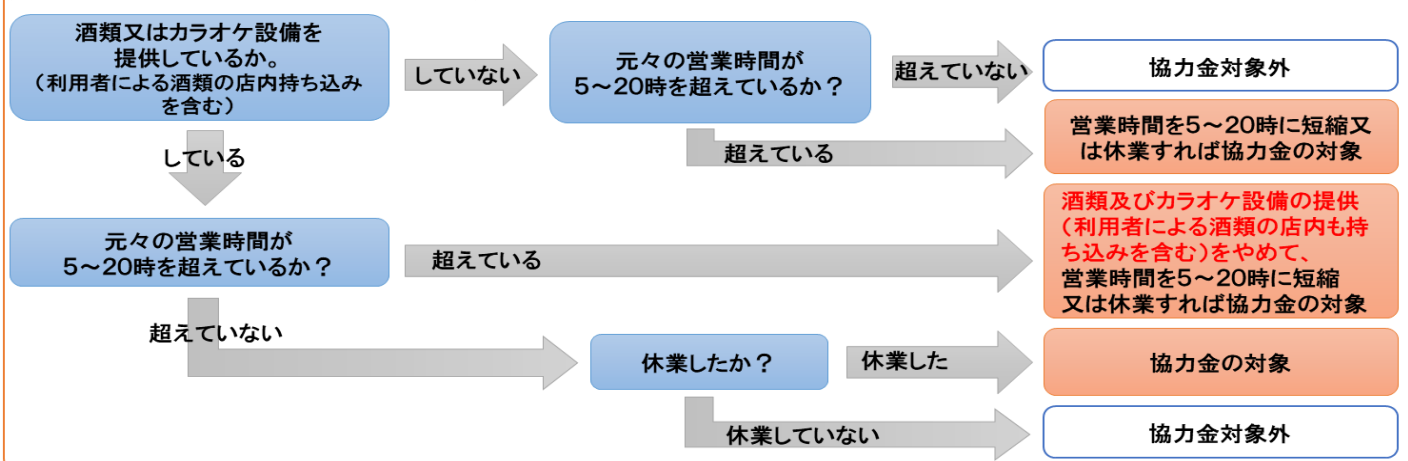 酒類又はカラオケ設備を
提供しているか。
(利用者による酒類の店内持ち込み
を含む)
していない
元々の営業時間が
5~20時を超えているか?
超えていない
協力金対象外
超えている
営業時間を5~20時に短縮又
は休業すれば協力金の対象
している
元々の営業時間が
5~20時を超えているか?
超えている
酒類及びカラオケ設備の提供
(利用者による酒類の店内も持
ち込みを含む)をやめて、
営業時間を5~20時に短縮
又は休業すれば協力金の対象
超えていない
休業したか?
休業した
協力金の対象
休業していない
協力金対象外